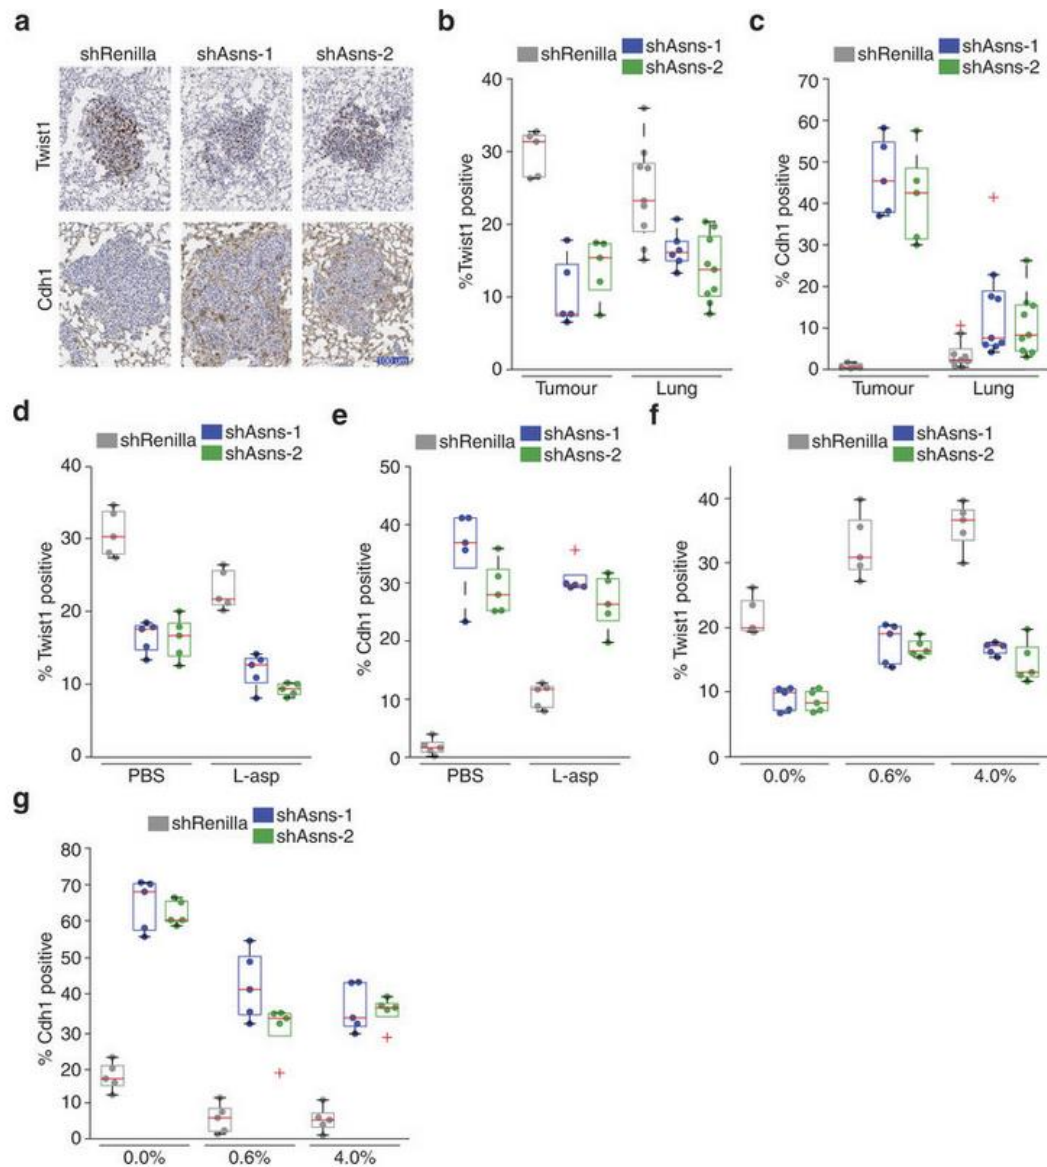 a
shRenilla shAsns-1 shAsns-2
Twist1
Cdh1
100 um
b
shRenilla
shAsns-1
shAsns-2
%Twist1 positive
40
30
20
10
0
Tumour Lung
c
shRenilla
shAsns-1
shAsns-2
% Cdh1 positive
70
60
50
40
30
20
10
0
Tumour Lung
d
shRenilla
shAsns-1
shAsns-2
% Twist1 positive
40
30
20
10
0
PBS L-asp
e
shRenilla
shAsns-1
shAsns-2
% Cdh1 positive
50
40
30
20
10
0
PBS L-asp
f
shRenilla
shAsns-1
shAsns-2
% Twist1 positive
40
30
20
10
0
0.0% 0.6% 4.0%
g
shRenilla
shAsns-1
shAsns-2
% Cdh1 positive
80
70
60
50
40
30
20
10
0
0.0% 0.6% 4.0%